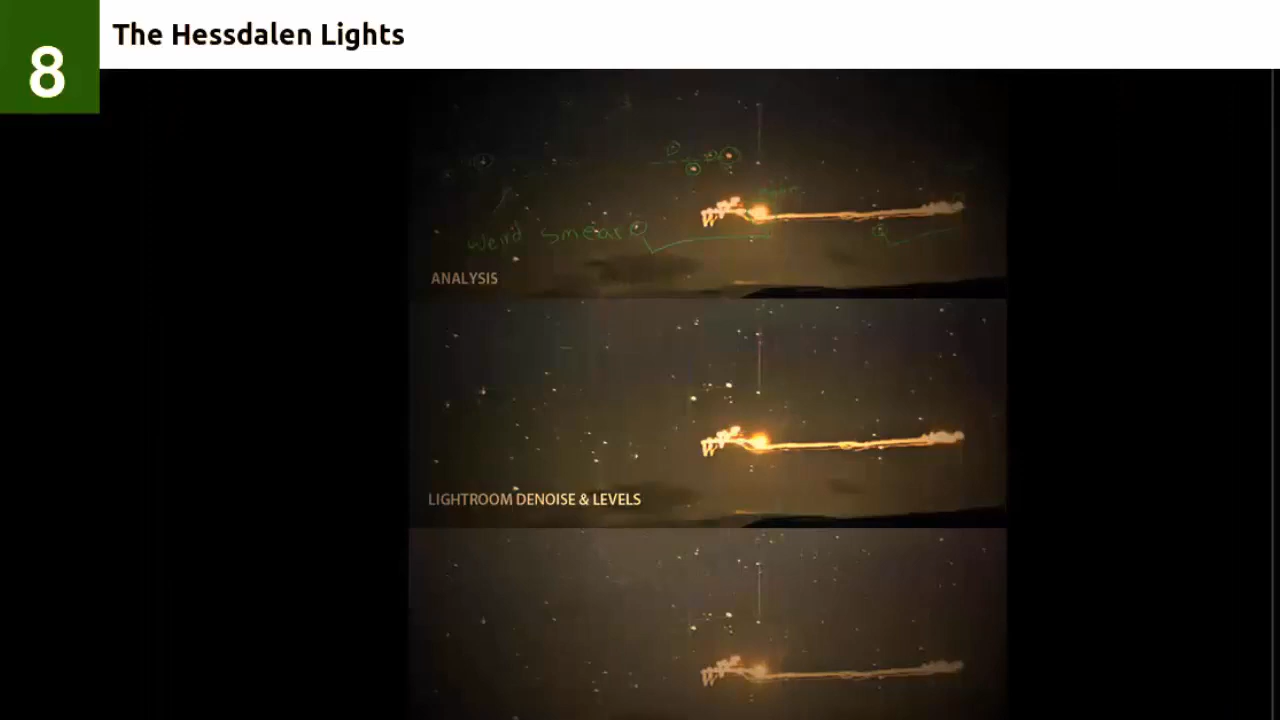 8
The Hessdalen Lights
Weird smear
ANALYSIS
LIGHTROOM DENOISE & LEVELS